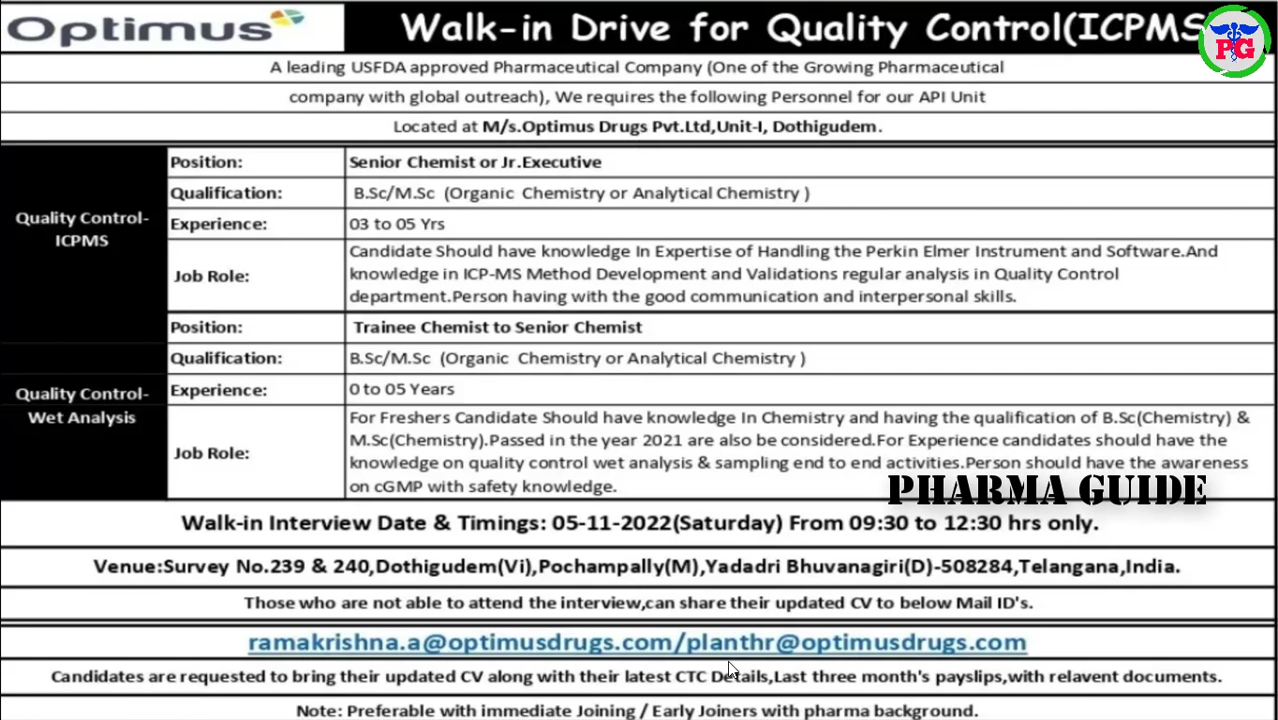 Optimus
Walk-in Drive for Quality Control(ICPMS
PG
A leading USFDA approved Pharmaceutical Company (One of the Growing Pharmaceutical
company with global outreach), We requires the following Personnel for our API Unit
Located at M/s.Optimus Drugs Pvt.Ltd,Unit-I, Dothigudem.
Quality Control-
ICPMS
Position: Senior Chemist or Jr.Executive
Qualification: B.Sc/M.Sc (Organic Chemistry or Analytical Chemistry )
Experience: 03 to 05 Yrs
Job Role:
Candidate Should have knowledge In Expertise of Handling the Perkin Elmer Instrument and Software.And
knowledge in ICP-MS Method Development and Validations regular analysis in Quality Control
department.Person having with the good communication and interpersonal skills.
Quality Control-
Wet Analysis
Position: Trainee Chemist to Senior Chemist
Qualification: B.Sc/M.Sc (Organic Chemistry or Analytical Chemistry )
Experience: 0 to 05 Years
Job Role:
For Freshers Candidate Should have knowledge In Chemistry and having the qualification of B.Sc(Chemistry) &
M.Sc(Chemistry).Passed in the year 2021 are also be considered.For Experience candidates should have the
knowledge on quality control wet analysis & sampling end to end activities.Person should have the awareness
on cGMP with safety knowledge.
PHARMA GUIDE
Walk-in Interview Date & Timings: 05-11-2022(Saturday) From 09:30 to 12:30 hrs only.
Venue:Survey No.239 & 240,Dothigudem(Vi),Pochampally(M),Yadadri Bhuvanagiri(D)-508284,Telangana,India.
Those who are not able to attend the interview,can share their updated CV to below Mail ID's.
ramakrishna.a@optimusdrugs.com/planthr@optimusdrugs.com
Candidates are requested to bring their updated CV along with their latest CTC Details,Last three month's payslips,with relavent documents.
Note: Preferable with immediate Joining / Early Joiners with pharma background.